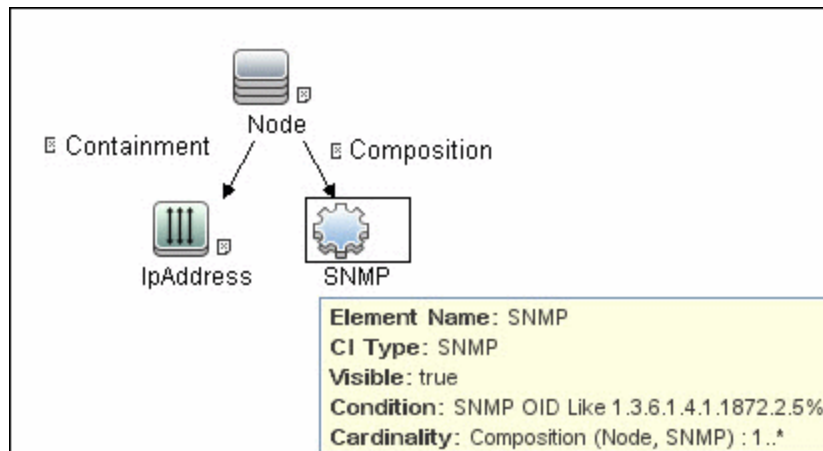 Node
Containment
Composition
IpAddress
SNMP
Element Name: SNMP
CI Type: SNMP
Visible: true
Condition: SNMP OID Like 1.3.6.1.4.1.1872.2.5%
Cardinality: Composition (Node, SNMP) : 1..*